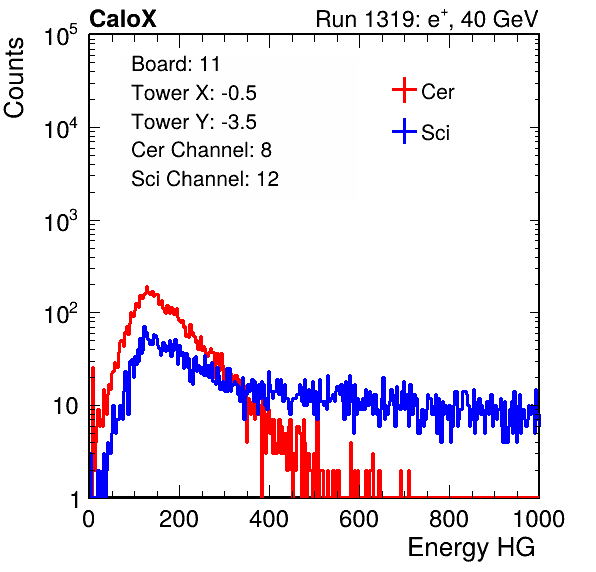 CaloX Run 1319: e⁺, 40 GeV
Counts
10⁵
10⁴
10³
10²
10
1
Board: 11
Tower X: -0.5
Tower Y: -3.5
Cer Channel: 8
Sci Channel: 12
Cer
Sci
0 200 400 600 800 1000
Energy HG